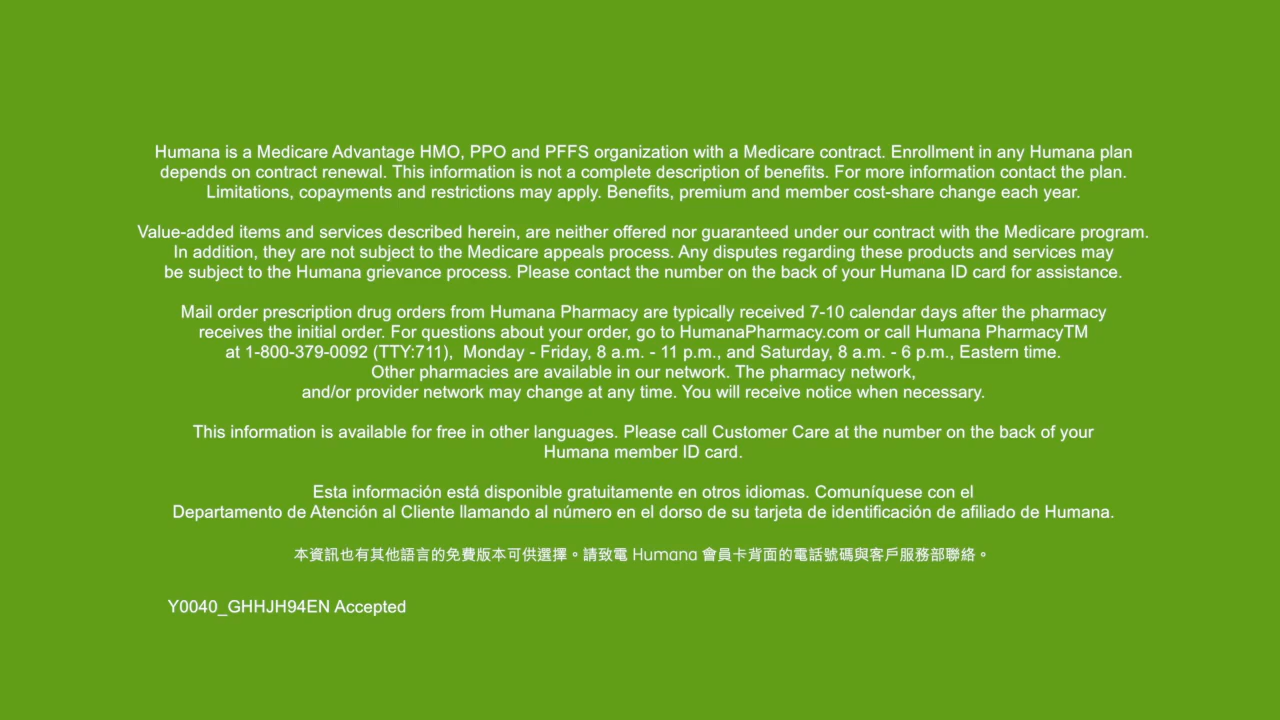 Humana is a Medicare Advantage HMO, PPO and PFFS organization with a Medicare contract. Enrollment in any Humana plan
depends on contract renewal. This information is not a complete description of benefits. For more information contact the plan.
Limitations, copayments and restrictions may apply. Benefits, premium and member cost-share change each year.
Value-added items and services described herein, are neither offered nor guaranteed under our contract with the Medicare program.
In addition, they are not subject to the Medicare appeals process. Any disputes regarding these products and services may
be subject to the Humana grievance process. Please contact the number on the back of your Humana ID card for assistance.
Mail order prescription drug orders from Humana Pharmacy are typically received 7-10 calendar days after the pharmacy
receives the initial order. For questions about your order, go to HumanaPharmacy.com or call Humana PharmacyTM
at 1-800-379-0092 (TTY:711),  Monday - Friday, 8 a.m. - 11 p.m., and Saturday, 8 a.m. - 6 p.m., Eastern time.
Other pharmacies are available in our network. The pharmacy network,
and/or provider network may change at any time. You will receive notice when necessary.
This information is available for free in other languages. Please call Customer Care at the number on the back of your
Humana member ID card.
Esta información está disponible gratuitamente en otros idiomas. Comuníquese con el
Departamento de Atención al Cliente llamando al número en el dorso de su tarjeta de identificación de afiliado de Humana.
本資訊也有其他語言的免費版本可供選擇。請致電 Humana 會員卡背面的電話號碼與客戶服務部聯絡。
Y0040_GHHJH94EN Accepted